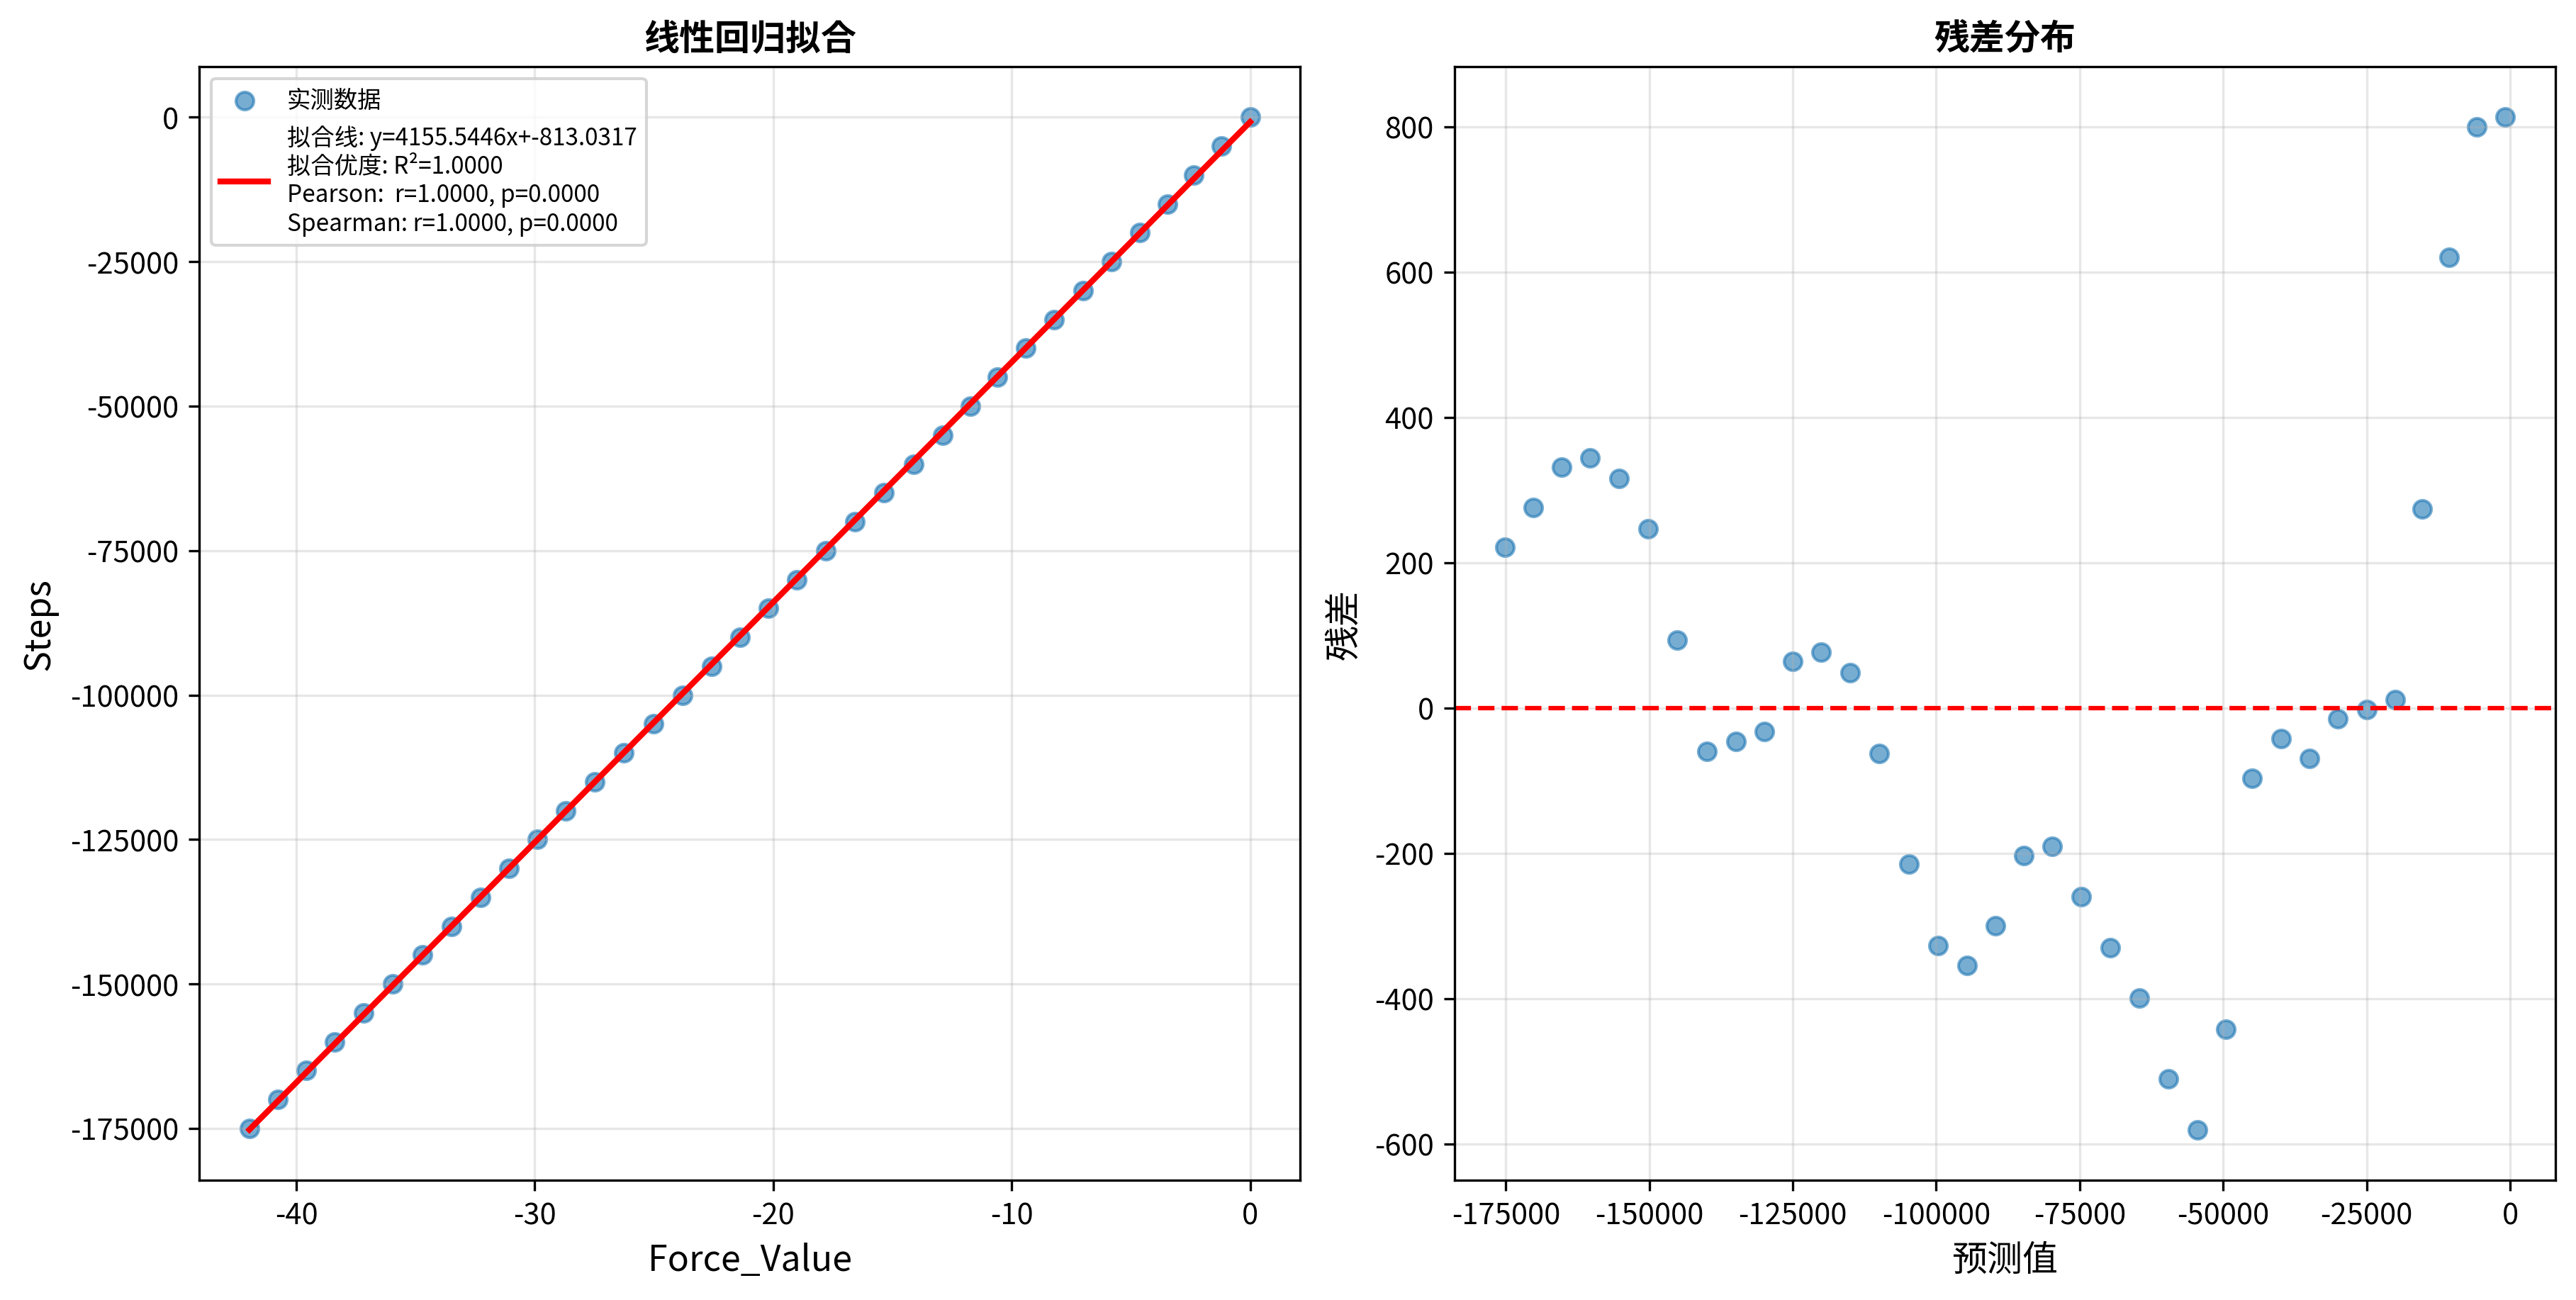 线性回归拟合
实测数据
拟合线: y=4155.5446x+-813.0317
拟合优度: R²=1.0000
Pearson:  r=1.0000, p=0.0000
Spearman: r=1.0000, p=0.0000
0
-25000
-50000
-75000
-100000
-125000
-150000
-175000
Steps
-40 -30 -20 -10 0
Force_Value
残差分布
800
600
400
200
0
-200
-400
-600
残差
-175000 -150000 -125000 -100000 -75000 -50000 -25000 0
预测值